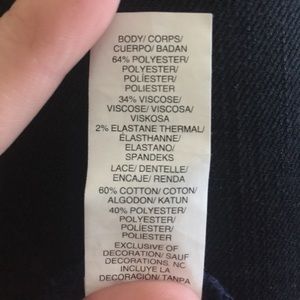 BODY/ CORPS/
CUERPO/ BADAN
64% POLYESTER/
POLYESTER/
POLIÉSTER/
POLIESTER
34% VISCOSE/
VISCOSE/ VISCOSA/
VISKOSA
2% ELASTANE THERMAL/
ÉLASTHANNE/
ELASTANO/
SPANDEKS
LACE/ DENTELLE/
ENCAJE/ RENDA
60% COTTON/ COTON/
ALGODON/ KATUN
40% POLYESTER/
POLYESTER/
POLIÉSTER/
POLIESTER
EXCLUSIVE OF
DECORATION/ SAUF
DECORATIONS. NC
INCLUYE LA
DECORACION/ TANPA